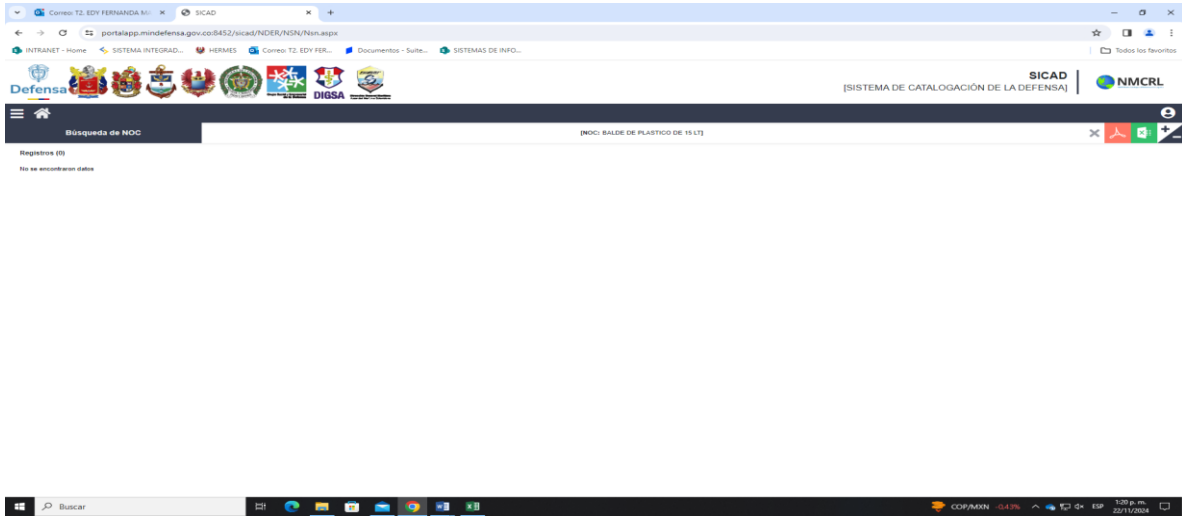 Correo: T2. EDY FERNANDA MA
SICAD
portalapp.mindefensa.gov.co:8452/sicad/NDER/NSN/Nsn.aspx
INTRANET - Home
SISTEMA INTEGRAD...
HERMES
Correo: T2. EDY FER...
Documentos - Suite...
SISTEMAS DE INFO...
Todos los favoritos
Defensa
DIGSA
SICAD
[SISTEMA DE CATALOGACIÓN DE LA DEFENSA]
NMCRL
Búsqueda de NOC
[NOC: BALDE DE PLASTICO DE 15 LT]
Registros (0)
No se encontraron datos
Buscar
COP/MXN -0.43%
ESP
1:20 p. m.
22/11/2024